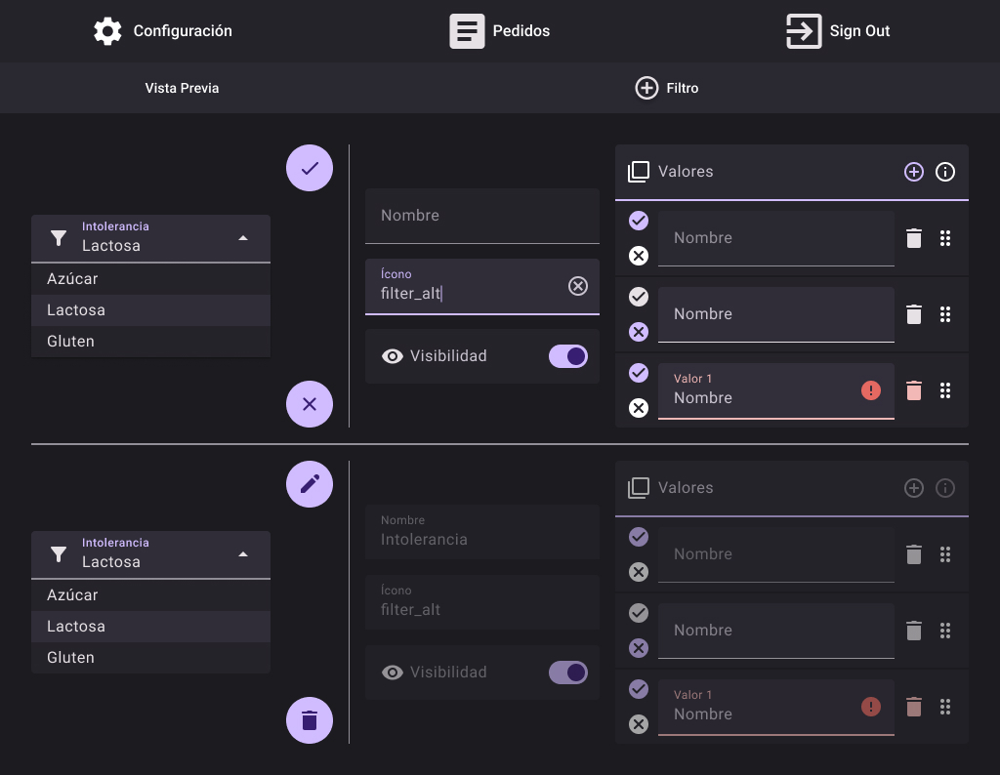 Configuración
Pedidos
Sign Out
Vista Previa
Filtro
Intolerancia
Lactosa
Azúcar
Lactosa
Gluten
Nombre
Ícono
filter_alt
Visibilidad
Valores
Nombre
Nombre
Valor 1
Nombre
Intolerancia
Lactosa
Azúcar
Lactosa
Gluten
Nombre
Intolerancia
Ícono
filter_alt
Visibilidad
Valores
Nombre
Nombre
Valor 1
Nombre